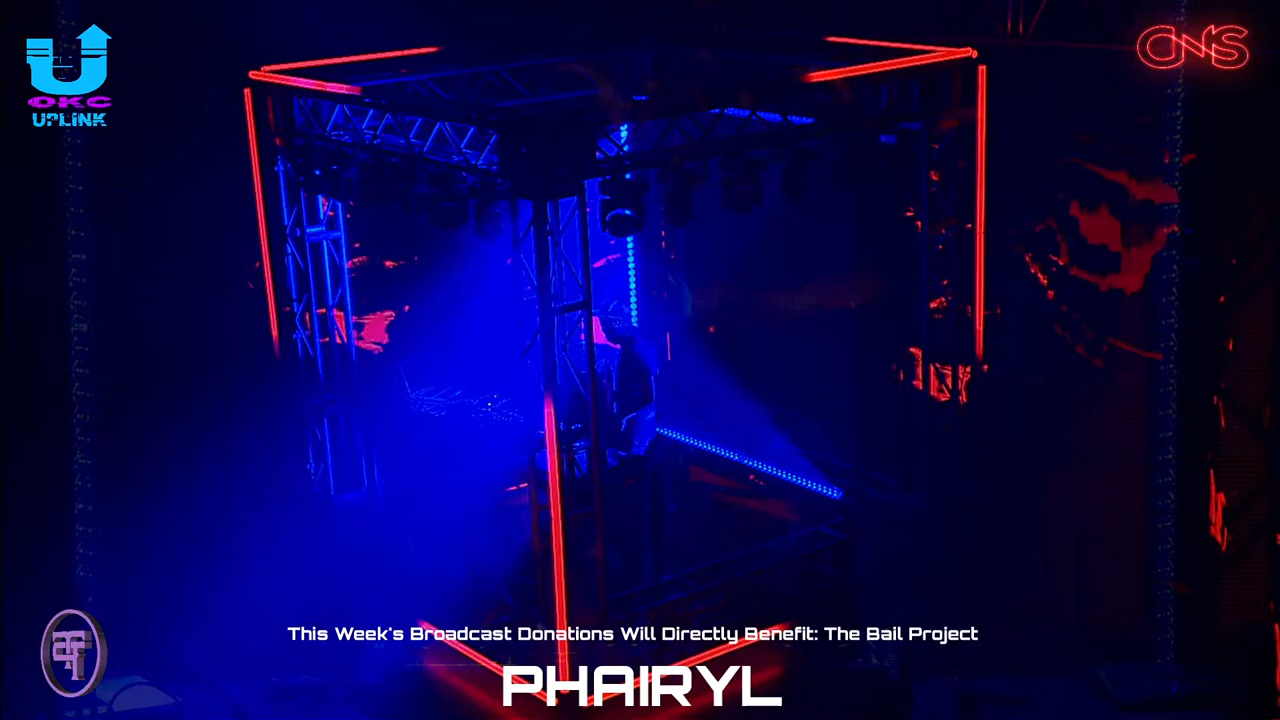 OKC
UPLINK
CNS
This Week's Broadcast Donations Will Directly Benefit: The Bail Project
PHAIRYL